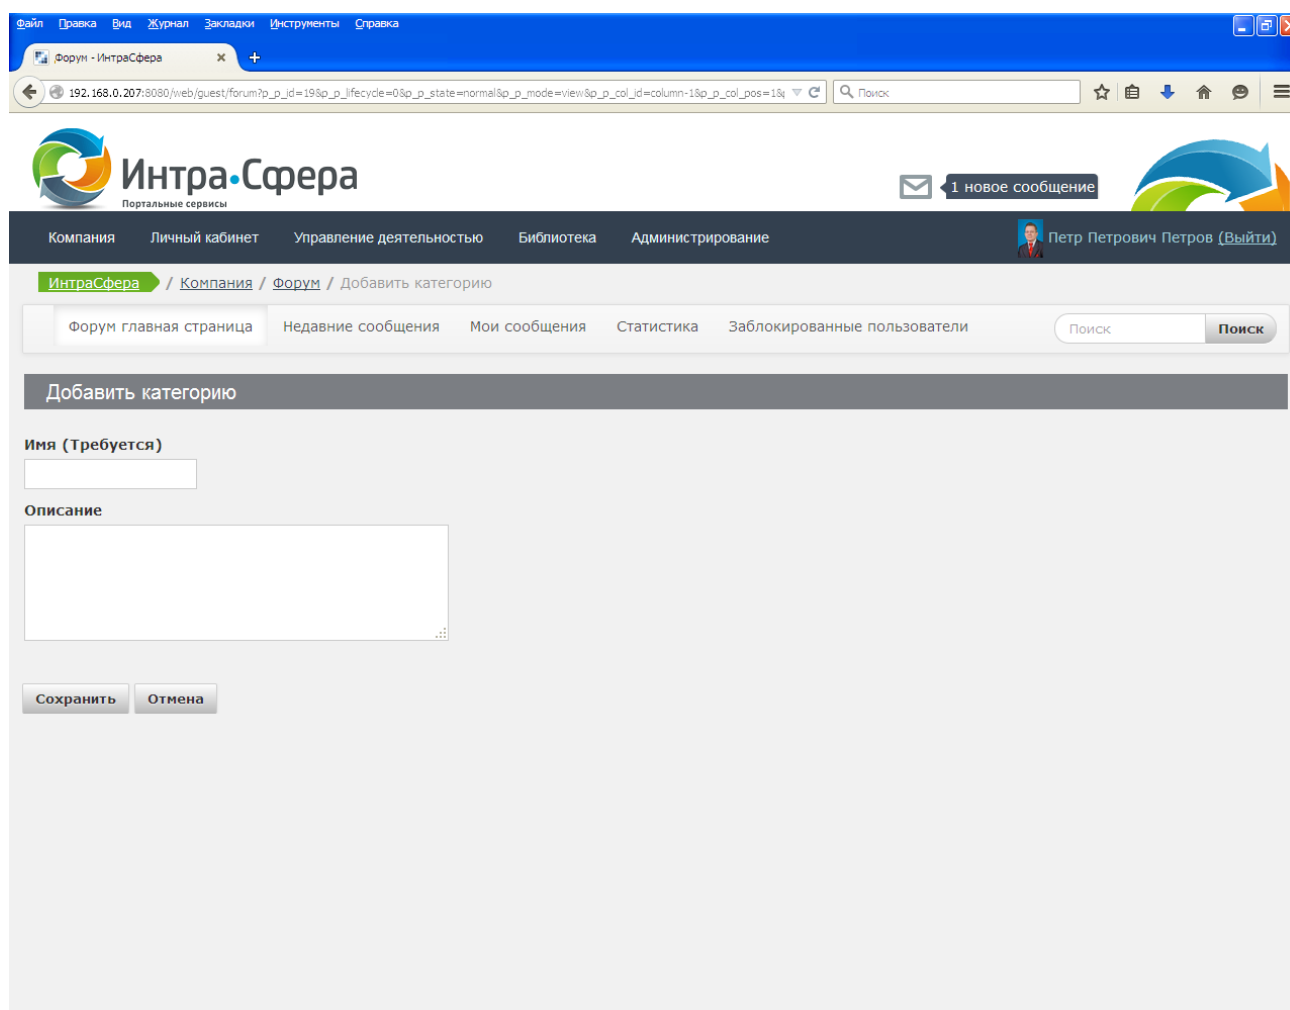 Файл Правка Вид Журнал Закладки Инструменты Справка
Форум - ИнтраСфера
192.168.0.207:8080/web/guest/forum?p_p_id=19&p_p_lifecycle=0&p_p_state=normal&p_p_mode=view&p_p_col_id=column-1&p_p_col_pos=1& Поиск
Интра•Сфера
Портальные сервисы
1 новое сообщение
Компания Личный кабинет Управление деятельностью Библиотека Администрирование Петр Петрович Петров (Выйти)
ИнтраСфера / Компания / Форум / Добавить категорию
Форум главная страница Недавние сообщения Мои сообщения Статистика Заблокированные пользователи Поиск Поиск
Добавить категорию
Имя (Требуется)
Описание
Сохранить Отмена